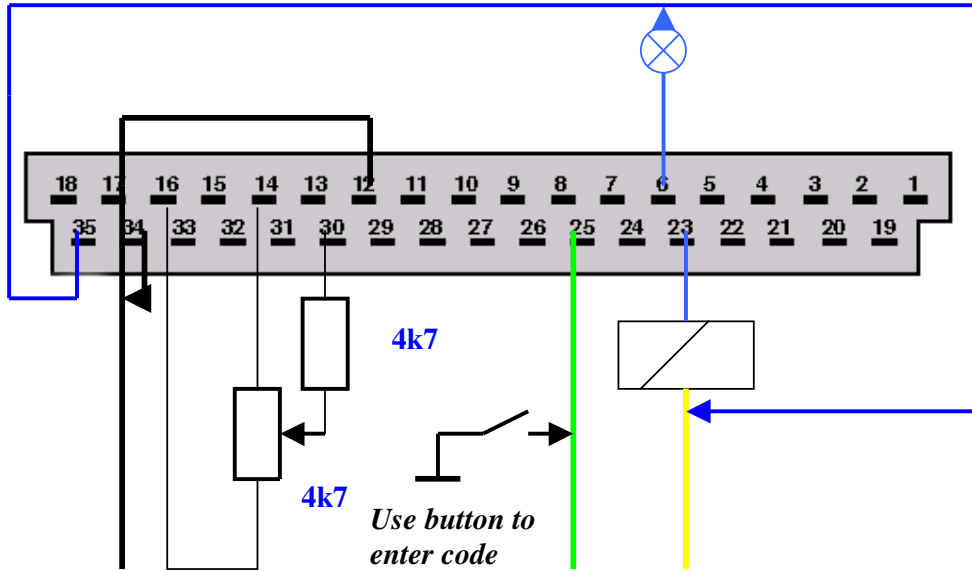 18 17 16 15 14 13 12 11 10 9 8 7 6 5 4 3 2 1
35 34 33 32 31 30 29 28 27 26 25 24 23 22 21 20 19
4k7
4k7
Use button to
enter code